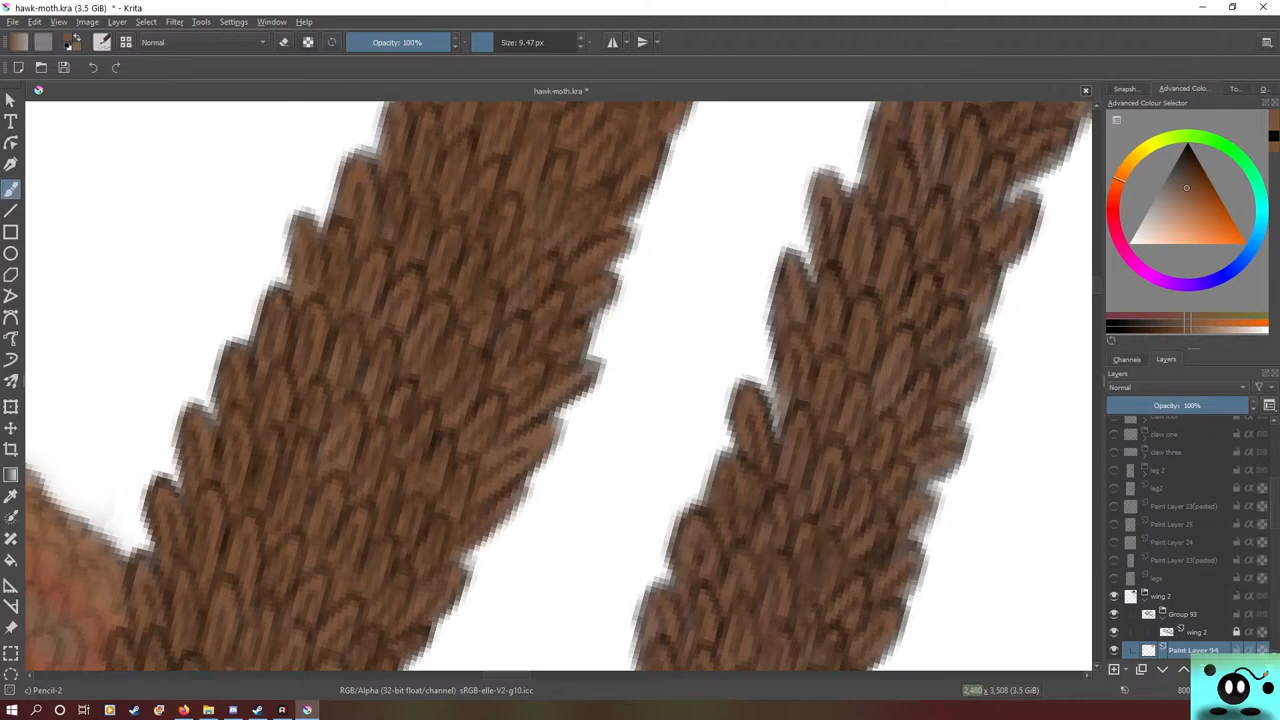 hawk-moth.kra (3.5 GiB) * - Krita
File Edit View Image Layer Select Filter Tools Settings Window Help
Normal Opacity: 100% Size: 9.47 px
hawk-moth.kra *
Snapsh... Advanced Colo... To... O...
Advanced Colour Selector
Channels Layers
Layers
Normal
Opacity: 100%
claw one
claw three
leg 2
leg2
Paint Layer 23(pasted)
Paint Layer 25
Paint Layer 24
Paint Layer 23(pasted)
legs
wing 2
Group 93
wing 2
Paint Layer 94
c) Pencil-2 RGB/Alpha (32-bit float/channel) sRGB-elle-V2-g10.icc 2,480 x 3,508 (3.5 GiB) 800